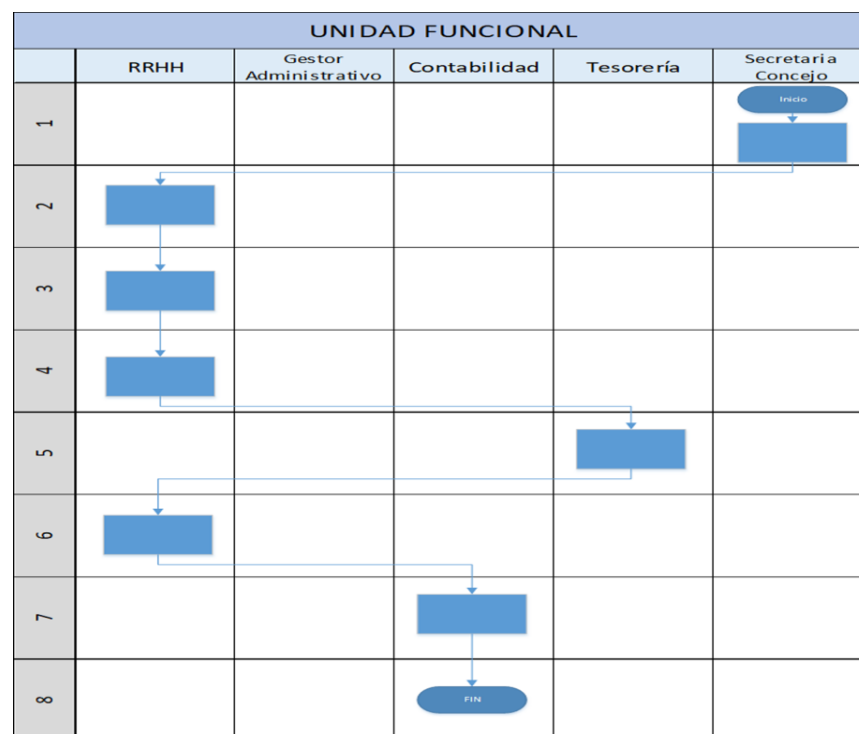 UNIDAD FUNCIONAL
RRHH
Gestor
Administrativo
Contabilidad
Tesorería
Secretaria
Concejo
1
Inicio
2
3
4
5
6
7
8
FIN